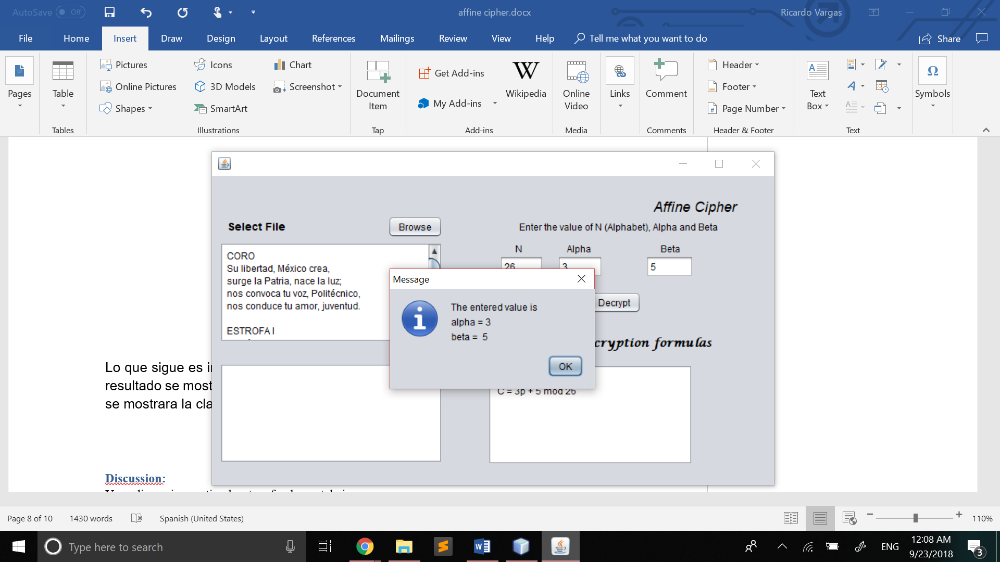 AutoSave Off
affine cipher.docx
Ricardo Vargas
File Home Insert Draw Design Layout References Mailings Review View Help Tell me what you want to do Share
Pages
Table
Tables
Pictures
Online Pictures
Shapes
Icons
3D Models
SmartArt
Chart
Screenshot
Illustrations
Document
Item
Tap
Get Add-ins
My Add-ins
W
Wikipedia
Add-ins
Online
Video
Media
Links
Comment
Comments
Header
Footer
Page Number
Header & Footer
Text
Box
Text
Symbols
Affine Cipher
Select File
Browse
Enter the value of N (Alphabet), Alpha and Beta
N Alpha Beta
26 3 5
CORO
Su libertad, México crea,
surge la Patria, nace la luz;
nos convoca tu voz, Politécnico,
nos conduce tu amor, juventud.
ESTROFA I
Decrypt
Message
The entered value is
alpha = 3
beta = 5
OK
cryption formulas
C = 3p + 5 mod 26
Lo que sigue es
resultado se most
se mostrara la cla
Discussion:
Page 8 of 10 1430 words Spanish (United States) 110%
Type here to search
ENG
12:08 AM
9/23/2018
3